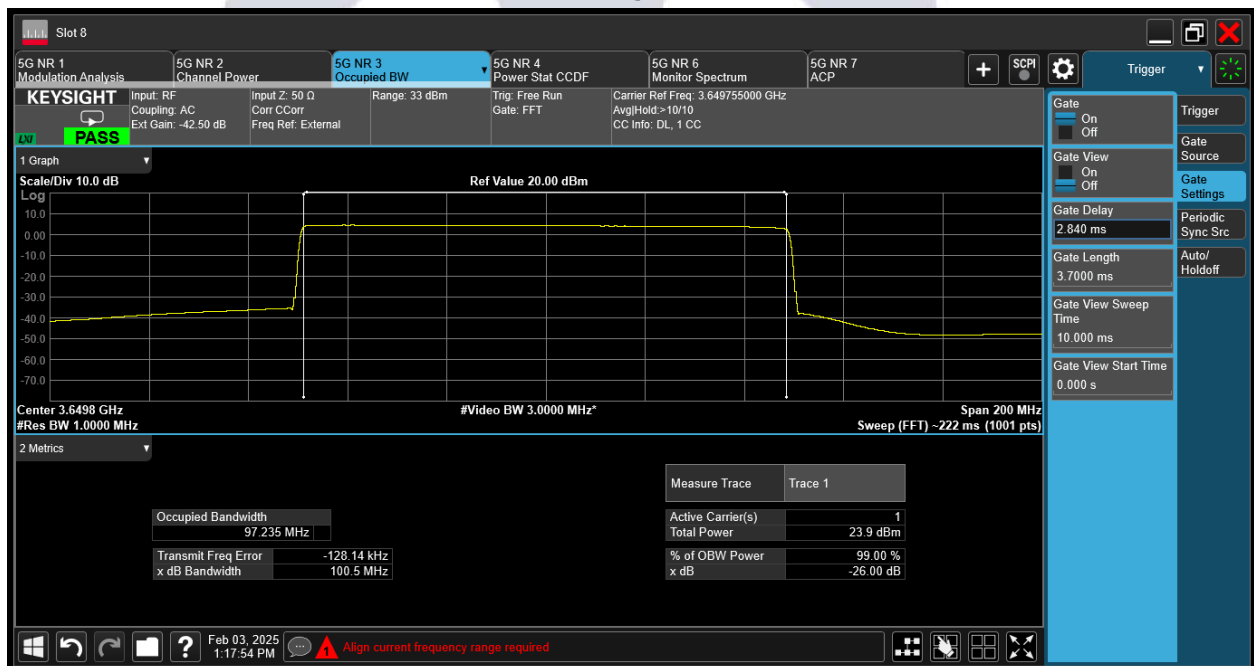 Slot 8
5G NR 1
Modulation Analysis
5G NR 2
Channel Power
5G NR 3
Occupied BW
5G NR 4
Power Stat CCDF
5G NR 6
Monitor Spectrum
5G NR 7
ACP
+
SCPI
Trigger
KEYSIGHT
LXI
PASS
Input: RF
Coupling: AC
Ext Gain: -42.50 dB
Input Z: 50 Ω
Corr CCorr
Freq Ref: External
Range: 33 dBm
Trig: Free Run
Gate: FFT
Carrier Ref Freq: 3.649755000 GHz
Avg|Hold:>10/10
CC Info: DL, 1 CC
1 Graph
Scale/Div 10.0 dB
Ref Value 20.00 dBm
Log
10.0
0.00
-10.0
-20.0
-30.0
-40.0
-50.0
-60.0
-70.0
Center 3.6498 GHz
#Res BW 1.0000 MHz
#Video BW 3.0000 MHz*
Span 200 MHz
Sweep (FFT) ~222 ms (1001 pts)
2 Metrics
Measure Trace Trace 1
Occupied Bandwidth
97.235 MHz
Transmit Freq Error -128.14 kHz
x dB Bandwidth 100.5 MHz
Active Carrier(s) 1
Total Power 23.9 dBm
% of OBW Power 99.00 %
x dB -26.00 dB
Gate
On
Off
Gate View
On
Off
Gate Delay
2.840 ms
Gate Length
3.7000 ms
Gate View Sweep
Time
10.000 ms
Gate View Start Time
0.000 s
Trigger
Gate
Source
Gate
Settings
Periodic
Sync Src
Auto/
Holdoff
?
Feb 03, 2025
1:17:54 PM
1
Align current frequency range required